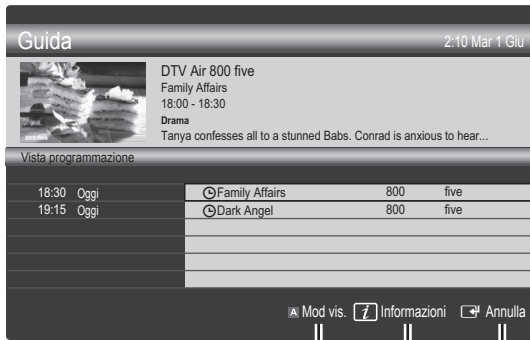 Guida 2:10 Mar 1 Giu
DTV Air 800 five
Family Affairs
18:00 - 18:30
Drama
Tanya confesses all to a stunned Babs. Conrad is anxious to hear...
800 five
Vista programmazione
18:30 Oggi Family Affairs 800 five
19:15 Oggi Dark Angel 800 five
A Mod vis. i Informazioni Annulla